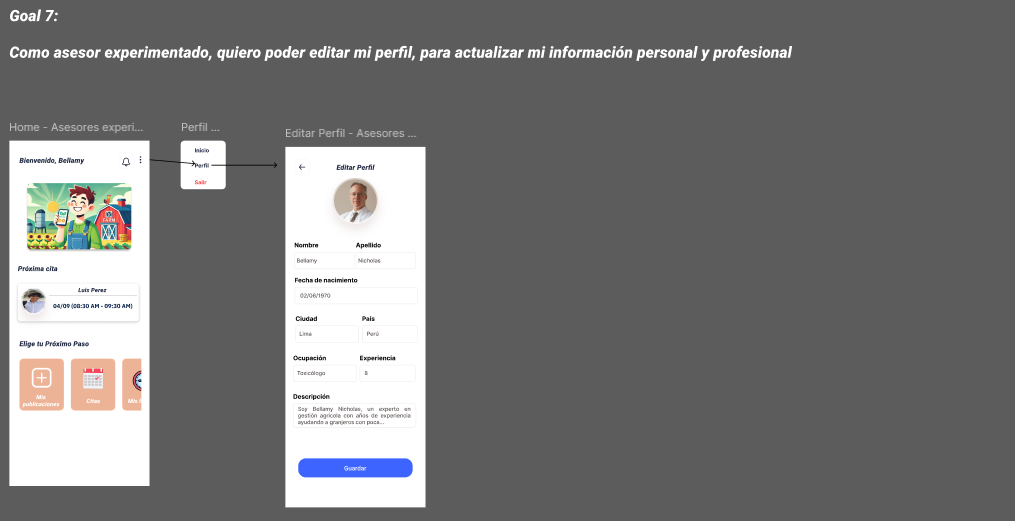 Goal 7:
Como asesor experimentado, quiero poder editar mi perfil, para actualizar mi información personal y profesional
Home - Asesores experi...
Perfil ...
Editar Perfil - Asesores ...
Bienvenido, Bellamy
FARM
Próxima cita
Luis Perez
04/09 (08:30 AM - 09:30 AM)
Elige tu Próximo Paso
Mis
publicaciones
Citas
Mis
Inicio
Perfil
Salir
Editar Perfil
Nombre Apellido
Bellamy Nicholas
Fecha de nacimiento
02/06/1970
Ciudad País
Lima Perú
Ocupación Experiencia
Toxicólogo 8
Descripción
Soy Bellamy Nicholas, un experto en
gestión agrícola con años de experiencia
ayudando a granjeros con poca...
Guardar